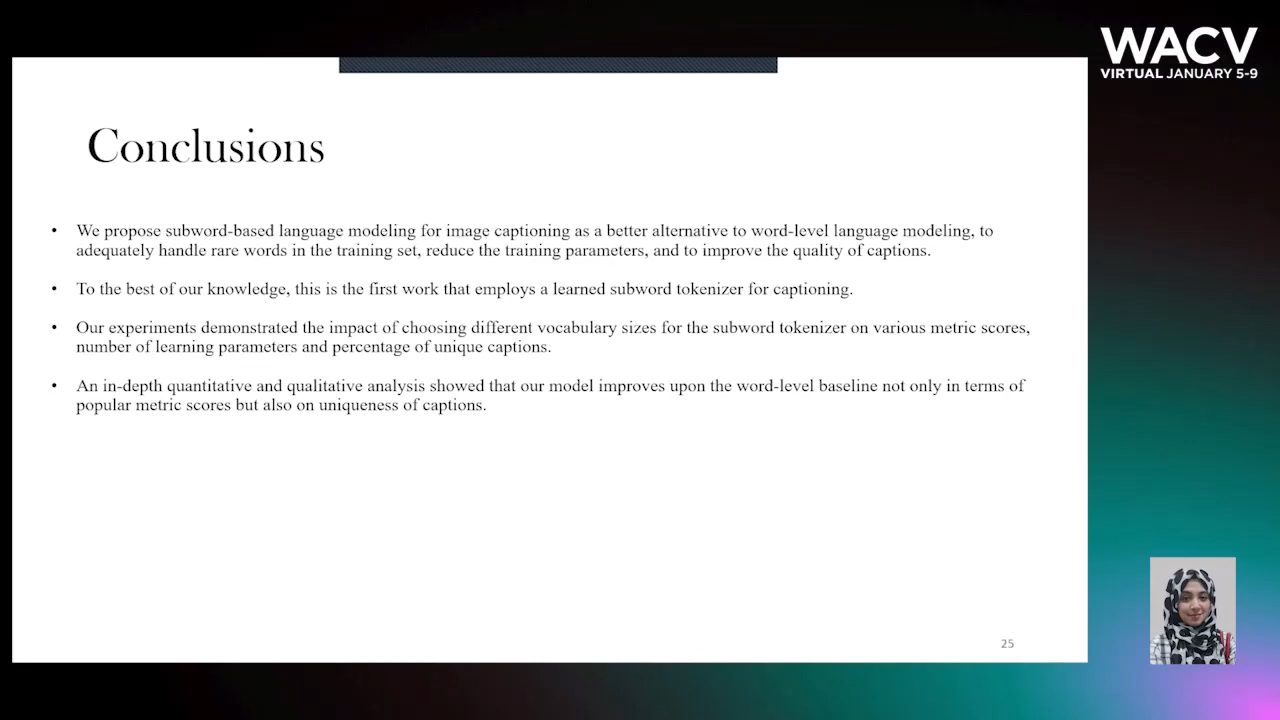 WACV
VIRTUAL JANUARY 5-9
Conclusions
• We propose subword-based language modeling for image captioning as a better alternative to word-level language modeling, to
adequately handle rare words in the training set, reduce the training parameters, and to improve the quality of captions.
• To the best of our knowledge, this is the first work that employs a learned subword tokenizer for captioning.
• Our experiments demonstrated the impact of choosing different vocabulary sizes for the subword tokenizer on various metric scores,
number of learning parameters and percentage of unique captions.
• An in-depth quantitative and qualitative analysis showed that our model improves upon the word-level baseline not only in terms of
popular metric scores but also on uniqueness of captions.
25